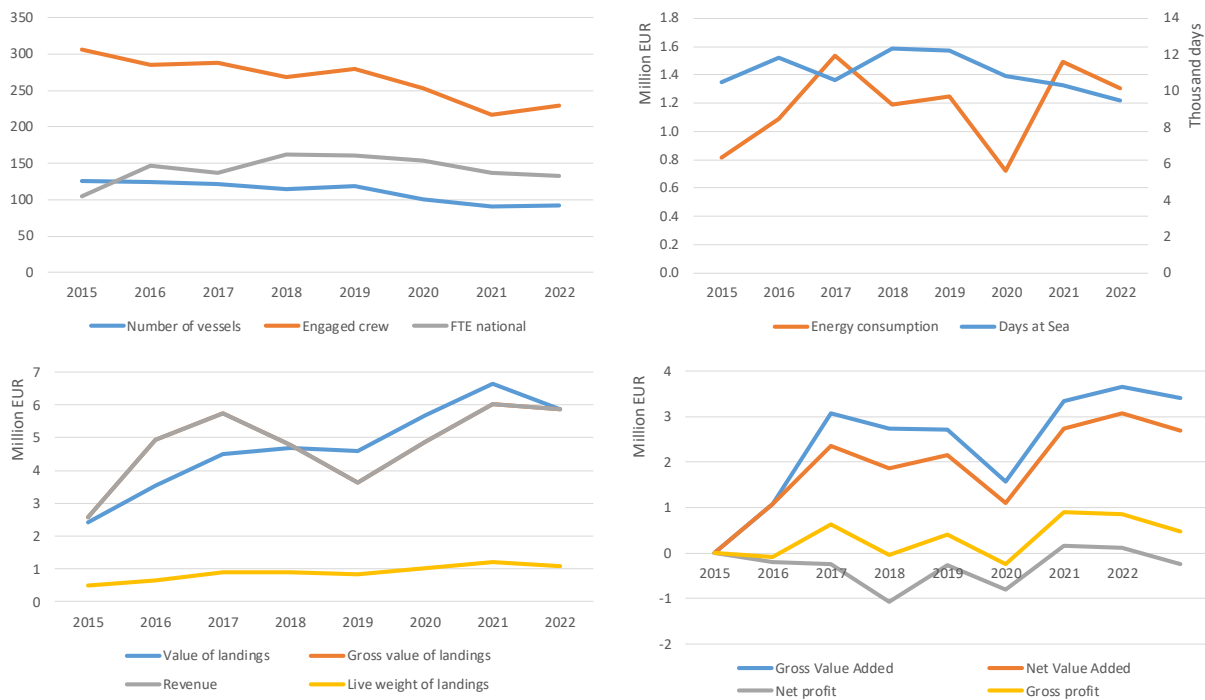 350
300
250
200
150
100
50
0
2015 2016 2017 2018 2019 2020 2021 2022
Number of vessels Engaged crew FTE national
Million EUR
1.8
1.6
1.4
1.2
1.0
0.8
0.6
0.4
0.2
0.0
14
12
10
8
6
4
2
0
Thousand days
2015 2016 2017 2018 2019 2020 2021 2022
Energy consumption Days at Sea
Million EUR
7
6
5
4
3
2
1
0
2015 2016 2017 2018 2019 2020 2021 2022
Value of landings Gross value of landings
Revenue Live weight of landings
Million EUR
4
3
2
1
0
-1
-2
2015 2016 2017 2018 2019 2020 2021 2022
Gross Value Added Net Value Added
Net profit Gross profit